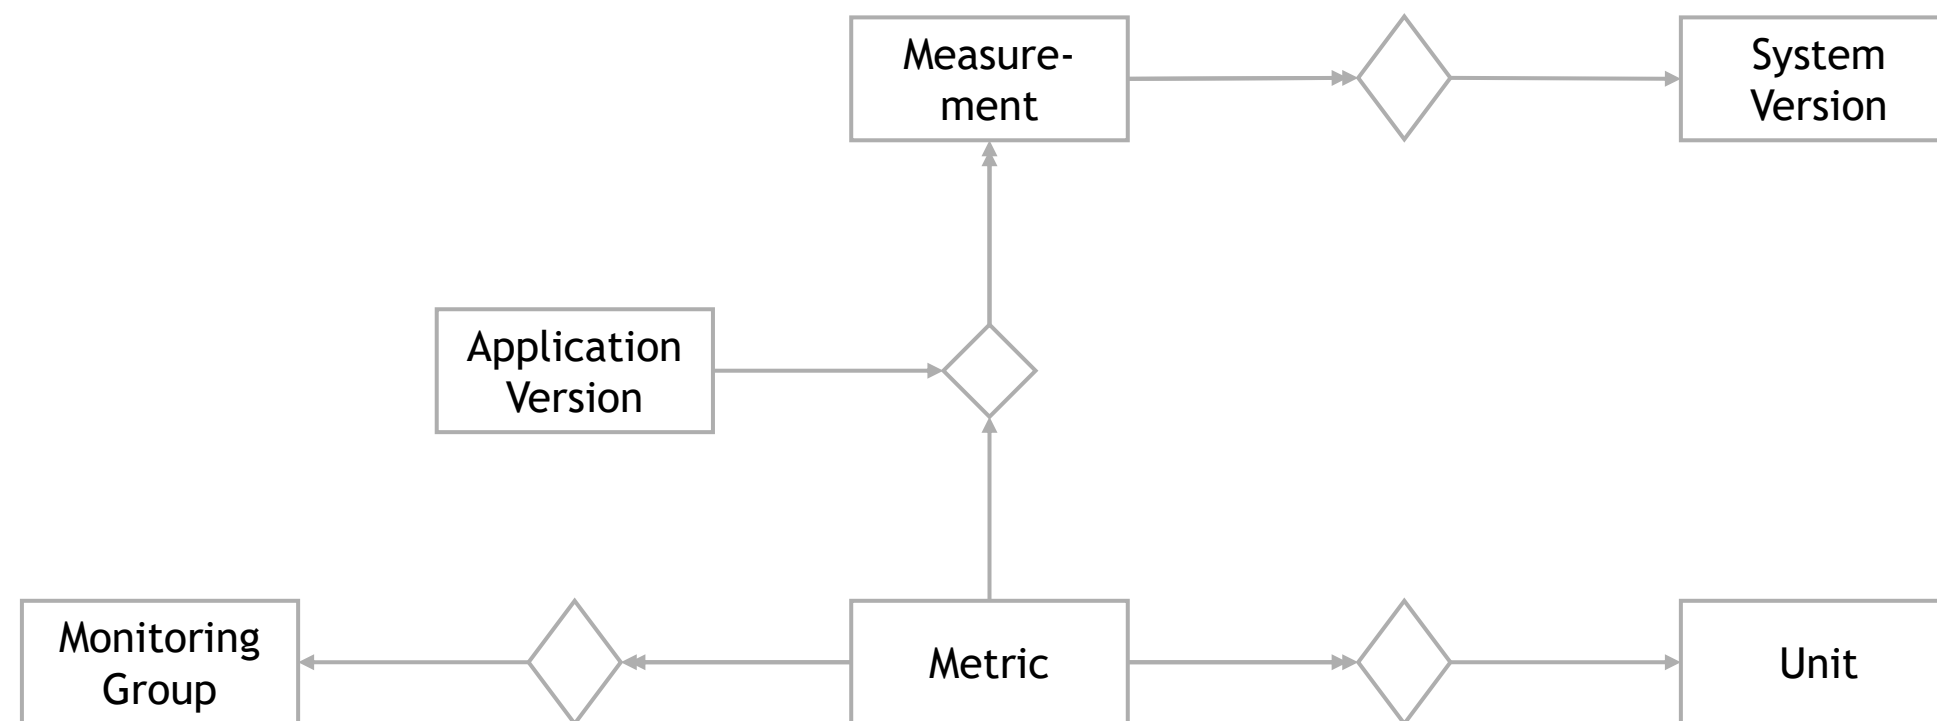 Measure-
ment
System
Version
Application
Version
Monitoring
Group
Metric
Unit